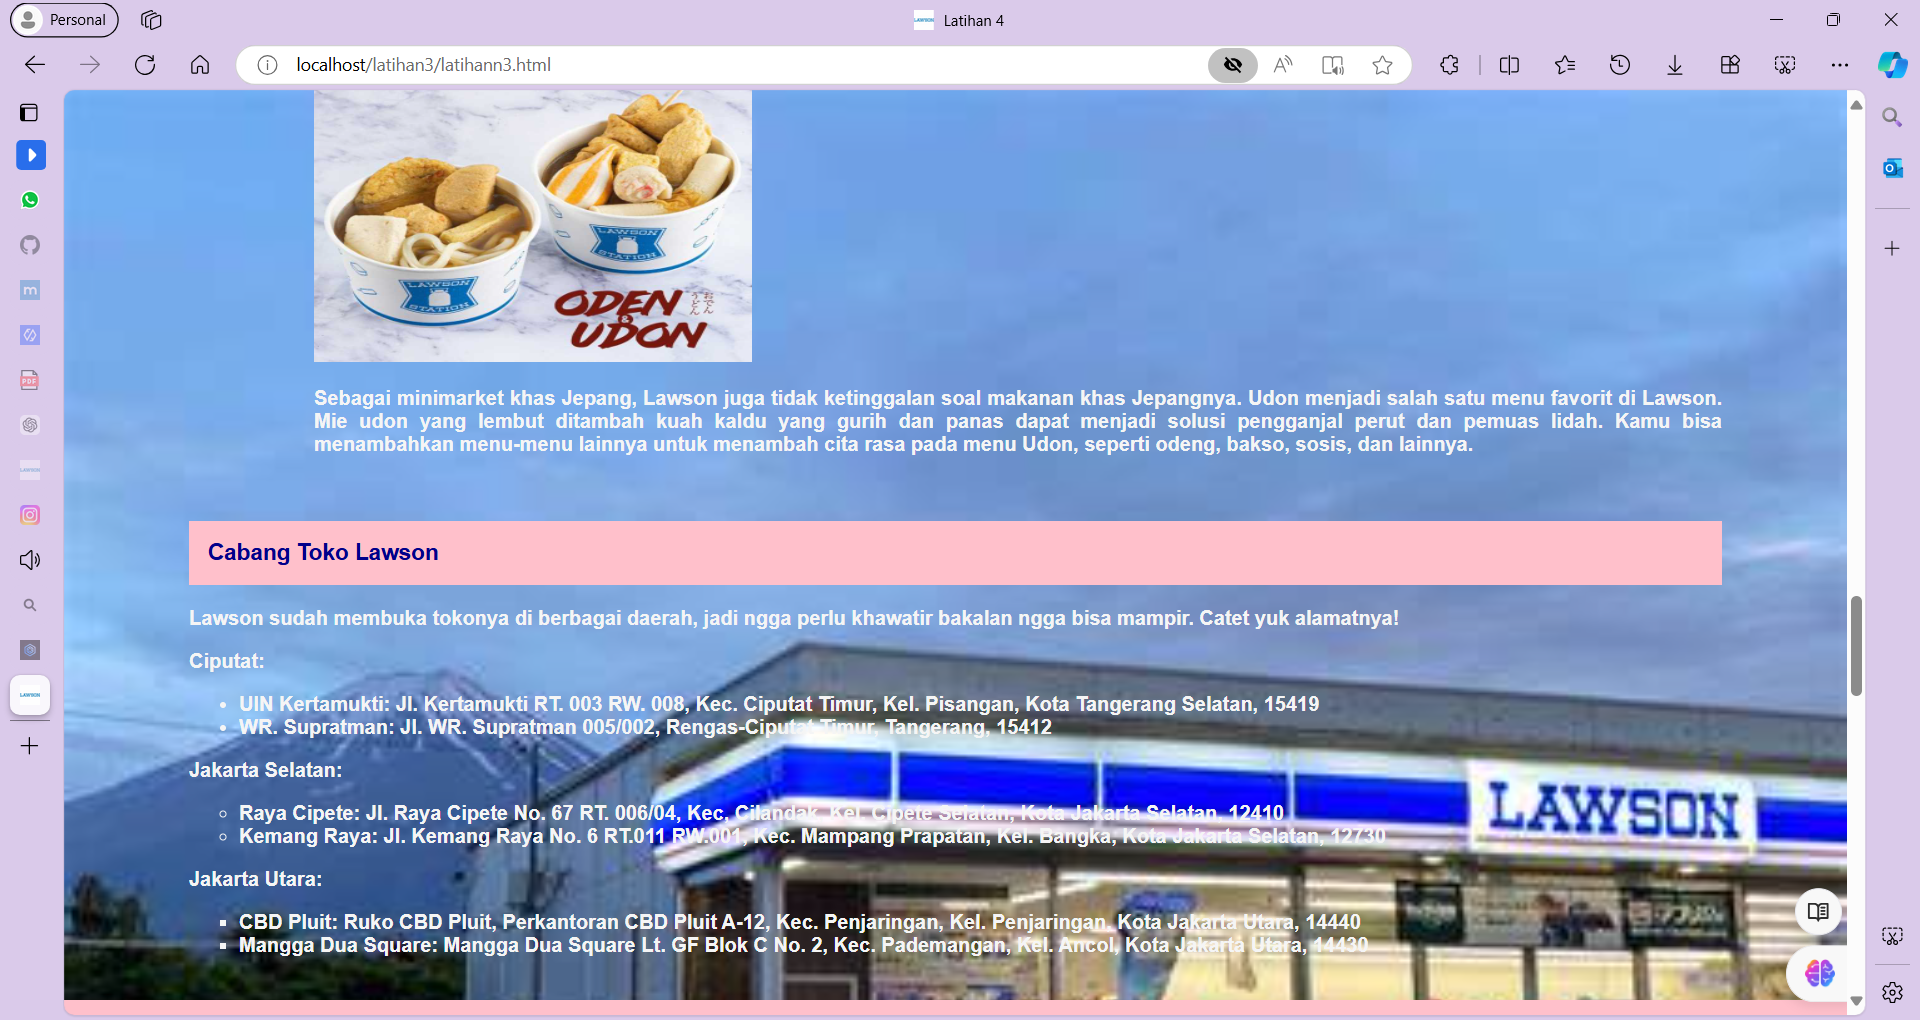 Personal
Latihan 4
localhost/latihan3/latihann3.html
LAWSON
STATION
LAWSON
STATION
ODEN
&
UDON
おでん
うどん
Sebagai minimarket khas Jepang, Lawson juga tidak ketinggalan soal makanan khas Jepangnya. Udon menjadi salah satu menu favorit di Lawson.
Mie udon yang lembut ditambah kuah kaldu yang gurih dan panas dapat menjadi solusi pengganjal perut dan pemuas lidah. Kamu bisa
menambahkan menu-menu lainnya untuk menambah cita rasa pada menu Udon, seperti odeng, bakso, sosis, dan lainnya.
Cabang Toko Lawson
Lawson sudah membuka tokonya di berbagai daerah, jadi ngga perlu khawatir bakalan ngga bisa mampir. Catet yuk alamatnya!
Ciputat:
UIN Kertamukti: Jl. Kertamukti RT. 003 RW. 008, Kec. Ciputat Timur, Kel. Pisangan, Kota Tangerang Selatan, 15419
WR. Supratman: Jl. WR. Supratman 005/002, Rengas-Ciputat Timur, Tangerang, 15412
Jakarta Selatan:
Raya Cipete: Jl. Raya Cipete No. 67 RT. 006/04, Kec. Cilandak, Kel. Cipete Selatan, Kota Jakarta Selatan, 12410
Kemang Raya: Jl. Kemang Raya No. 6 RT.011 RW.001, Kec. Mampang Prapatan, Kel. Bangka, Kota Jakarta Selatan, 12730
LAWSON
Jakarta Utara:
CBD Pluit: Ruko CBD Pluit, Perkantoran CBD Pluit A-12, Kec. Penjaringan, Kel. Penjaringan, Kota Jakarta Utara, 14440
Mangga Dua Square: Mangga Dua Square Lt. GF Blok C No. 2, Kec. Pademangan, Kel. Ancol, Kota Jakarta Utara, 14430